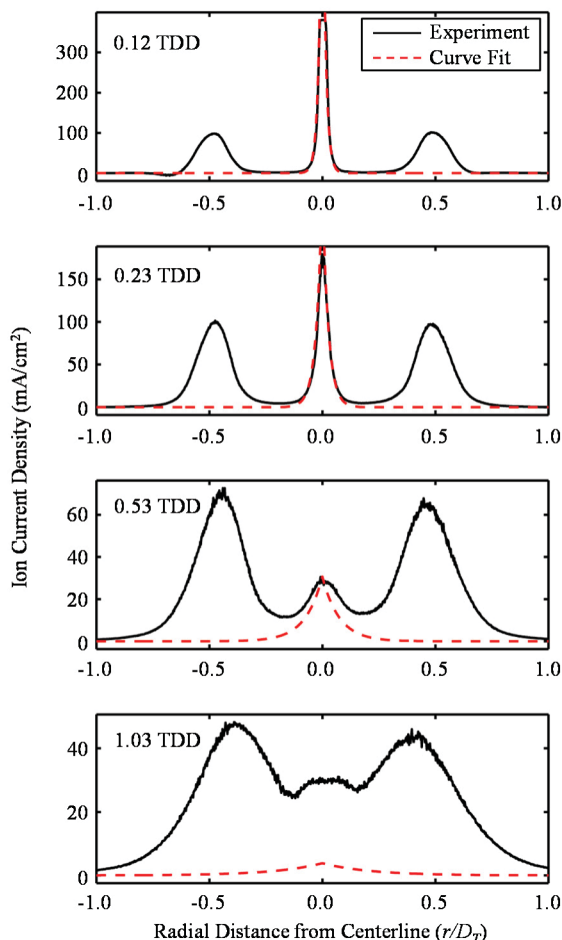 0.12 TDD
Experiment
Curve Fit
300
200
100
0
-1.0 -0.5 0.0 0.5 1.0
0.23 TDD
150
100
50
0
-1.0 -0.5 0.0 0.5 1.0
Ion Current Density (mA/cm²)
0.53 TDD
60
40
20
0
-1.0 -0.5 0.0 0.5 1.0
1.03 TDD
40
20
0
-1.0 -0.5 0.0 0.5 1.0
Radial Distance from Centerline (r/D_T)